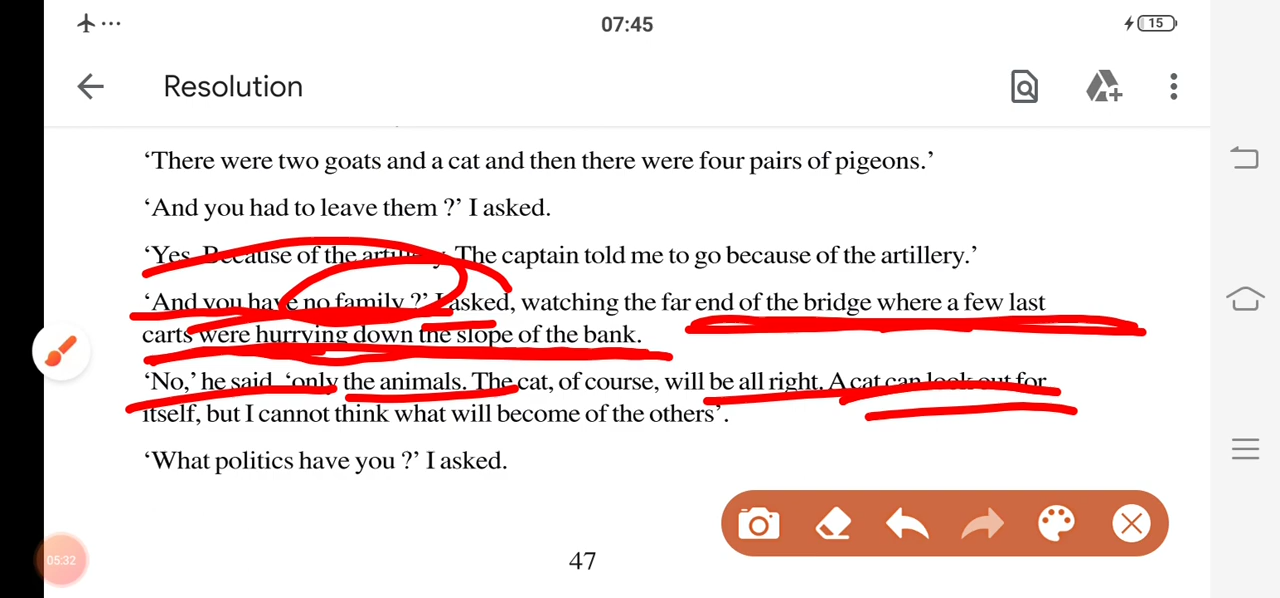 07:45
15
Resolution
‘There were two goats and a cat and then there were four pairs of pigeons.’
‘And you had to leave them ?’ I asked.
‘Yes. Because of the artillery. The captain told me to go because of the artillery.’
‘And you have no family ?’ I asked, watching the far end of the bridge where a few last
carts were hurrying down the slope of the bank.
‘No,’ he said, ‘only the animals. The cat, of course, will be all right. A cat can look out for
itself, but I cannot think what will become of the others’.
‘What politics have you ?’ I asked.
05:32
47